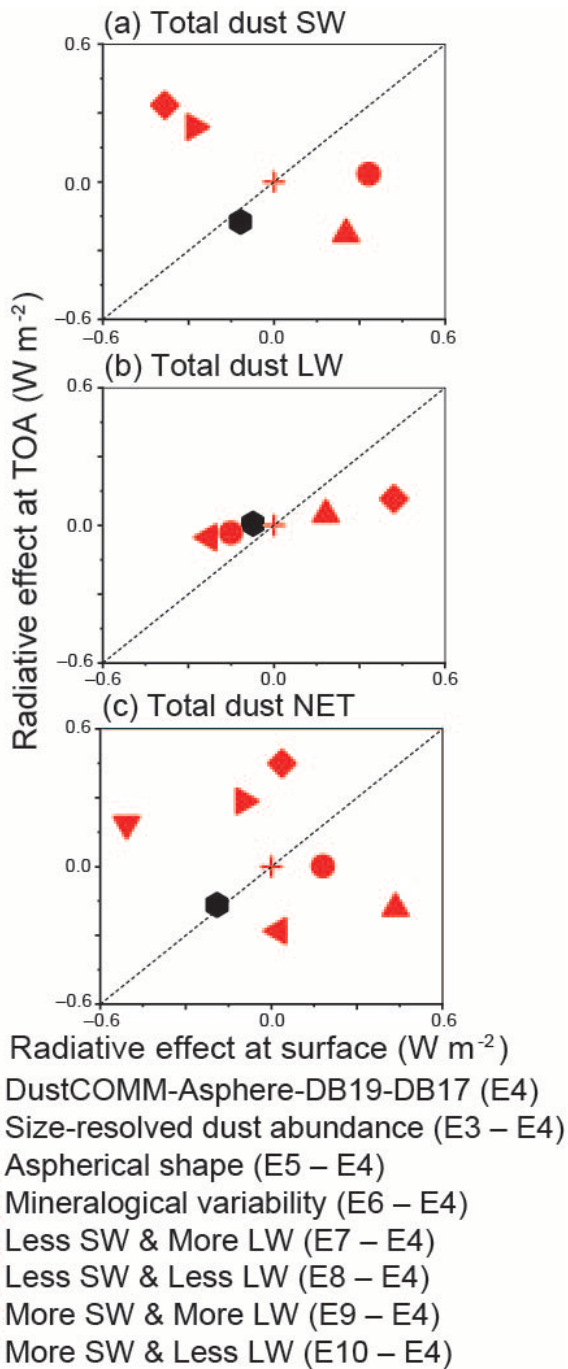 (a) Total dust SW
0.6
0.0
−0.6
−0.6 0.0 0.6
(b) Total dust LW
0.6
0.0
−0.6
−0.6 0.0 0.6
(c) Total dust NET
0.6
0.0
−0.6
−0.6 0.0 0.6
Radiative effect at TOA (W m⁻²)
Radiative effect at surface (W m⁻²)
DustCOMM-Asphere-DB19-DB17 (E4)
Size-resolved dust abundance (E3 – E4)
Aspherical shape (E5 – E4)
Mineralogical variability (E6 – E4)
Less SW & More LW (E7 – E4)
Less SW & Less LW (E8 – E4)
More SW & More LW (E9 – E4)
More SW & Less LW (E10 – E4)